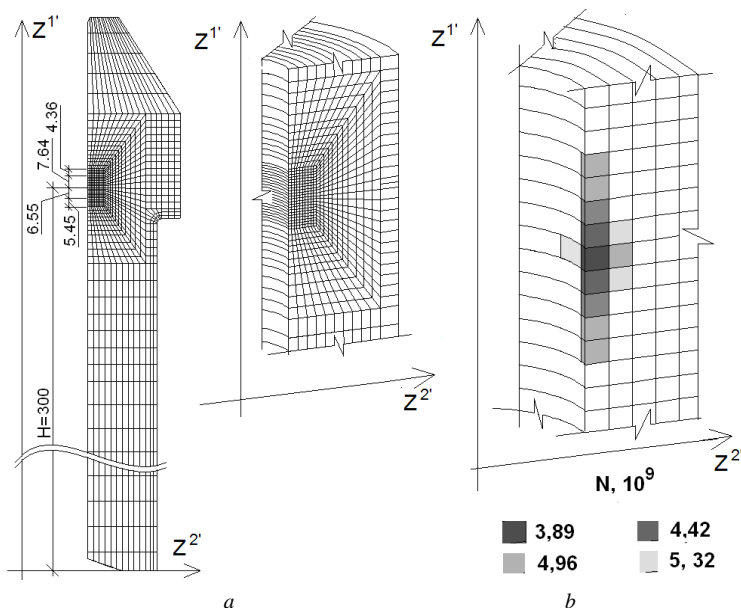 Z1'
4.36
7.64
6.55
5.45
H=300
Z2'
a
Z1'
Z2'
Z1'
Z2'
N, 10⁹
3,89
4,42
4,96
5, 32
b